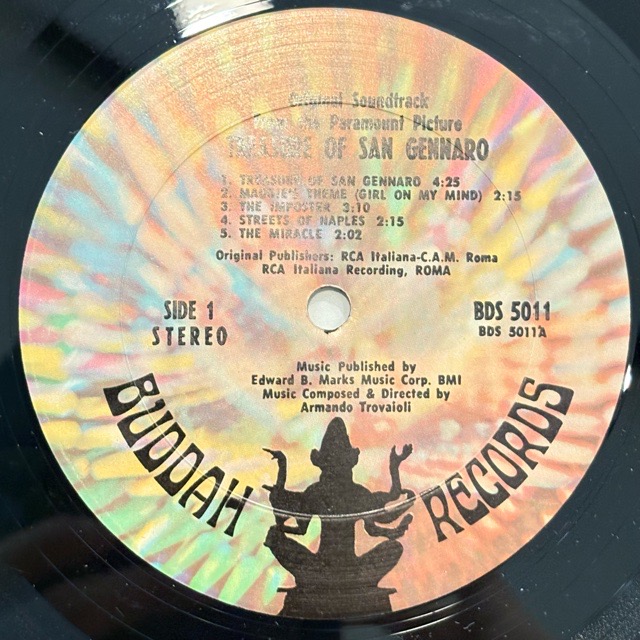 Original Soundtrack
From the Paramount Picture
TREASURE OF SAN GENNARO
1. TREASURY OF SAN GENNARO 4:25
2. MAGGIE'S THEME (GIRL ON MY MIND) 2:15
3. THE IMPOSTER 3:10
4. STREETS OF NAPLES 2:15
5. THE MIRACLE 2:02
Original Publishers: RCA Italiana-C.A.M. Roma
RCA Italiana Recording, ROMA
SIDE 1
STEREO
BDS 5011
BDS 5011A
Music Published by
Edward B. Marks Music Corp. BMI
Music Composed & Directed by
Armando Trovaioli
BUDDAH RECORDS